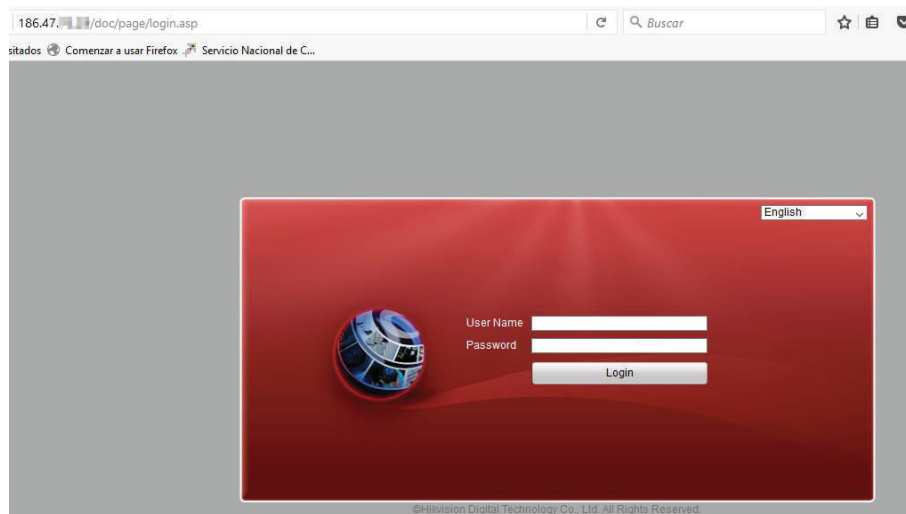 186.47. /doc/page/login.asp
Buscar
sitados Comenzar a usar Firefox Servicio Nacional de C...
English
User Name
Password
Login
©Hikvision Digital Technology Co., Ltd. All Rights Reserved.